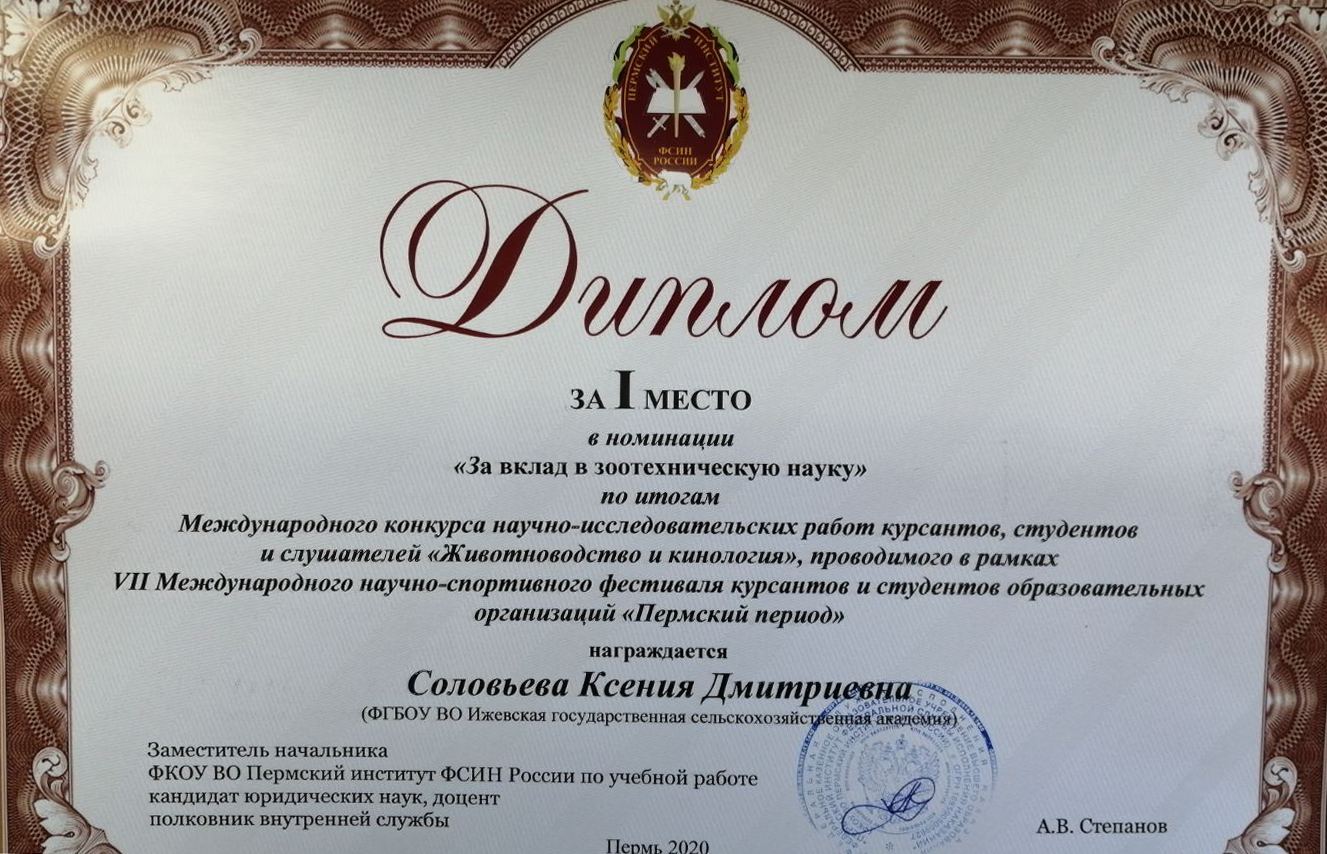 ПЕРМСКИЙ ИНСТИТУТ
ФСИН
РОССИИ
Диплом
ЗА I МЕСТО
в номинации
«За вклад в зоотехническую науку»
по итогам
Международного конкурса научно-исследовательских работ курсантов, студентов
и слушателей «Животноводство и кинология», проводимого в рамках
VII Международного научно-спортивного фестиваля курсантов и студентов образовательных
организаций «Пермский период»
награждается
Соловьева Ксения Дмитриевна
(ФГБОУ ВО Ижевская государственная сельскохозяйственная академия)
Заместитель начальника
ФКОУ ВО Пермский институт ФСИН России по учебной работе
кандидат юридических наук, доцент
полковник внутренней службы
А.В. Степанов
Пермь 2020